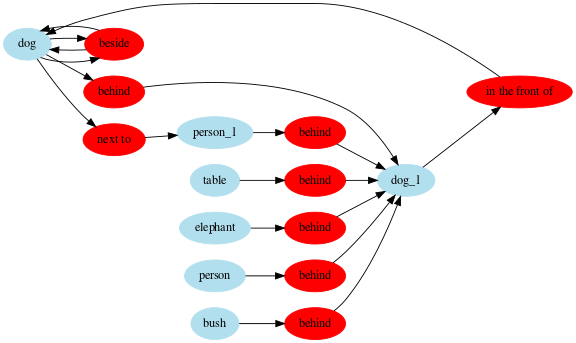 dog
beside
behind
in the front of
next to
person_1
behind
table
behind
dog_1
elephant
behind
person
behind
bush
behind